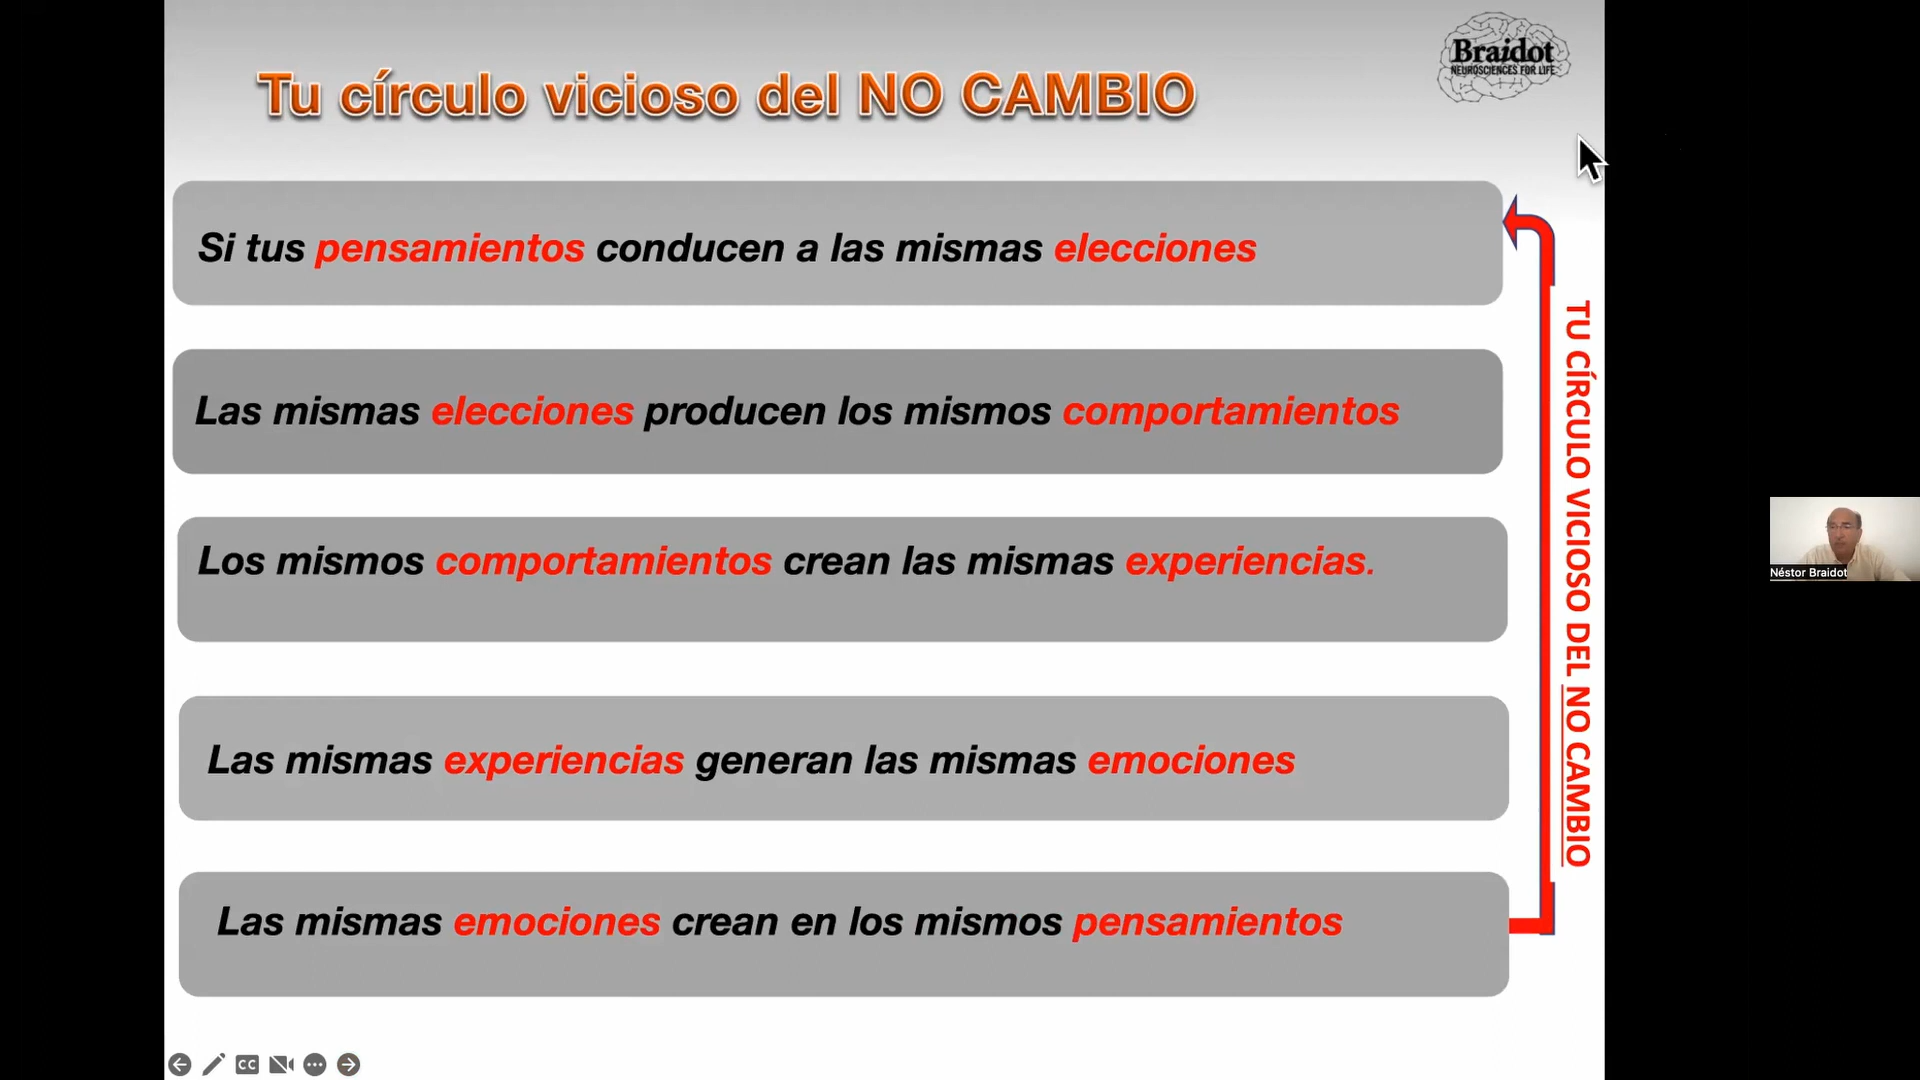 Tu círculo vicioso del NO CAMBIO
Braidot
NEUROSCIENCES FOR LIFE
Si tus pensamientos conducen a las mismas elecciones
Las mismas elecciones producen los mismos comportamientos
Los mismos comportamientos crean las mismas experiencias.
Las mismas experiencias generan las mismas emociones
Las mismas emociones crean en los mismos pensamientos
TU CÍRCULO VICIOSO DEL NO CAMBIO
Néstor Braidot
CC